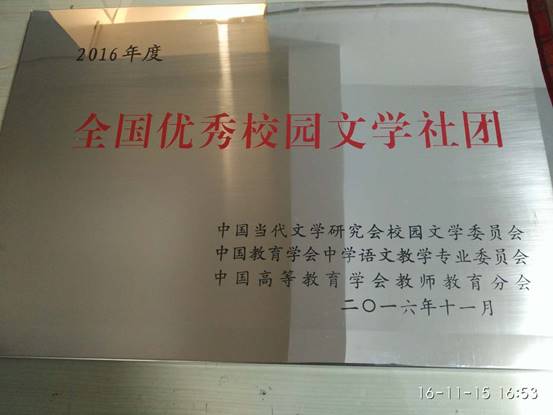 2016年度
全国优秀校园文学社团
中国当代文学研究会校园文学委员会
中国教育学会中学语文教学专业委员会
中国高等教育学会教师教育分会
二〇一六年十一月
16-11-15 16:53